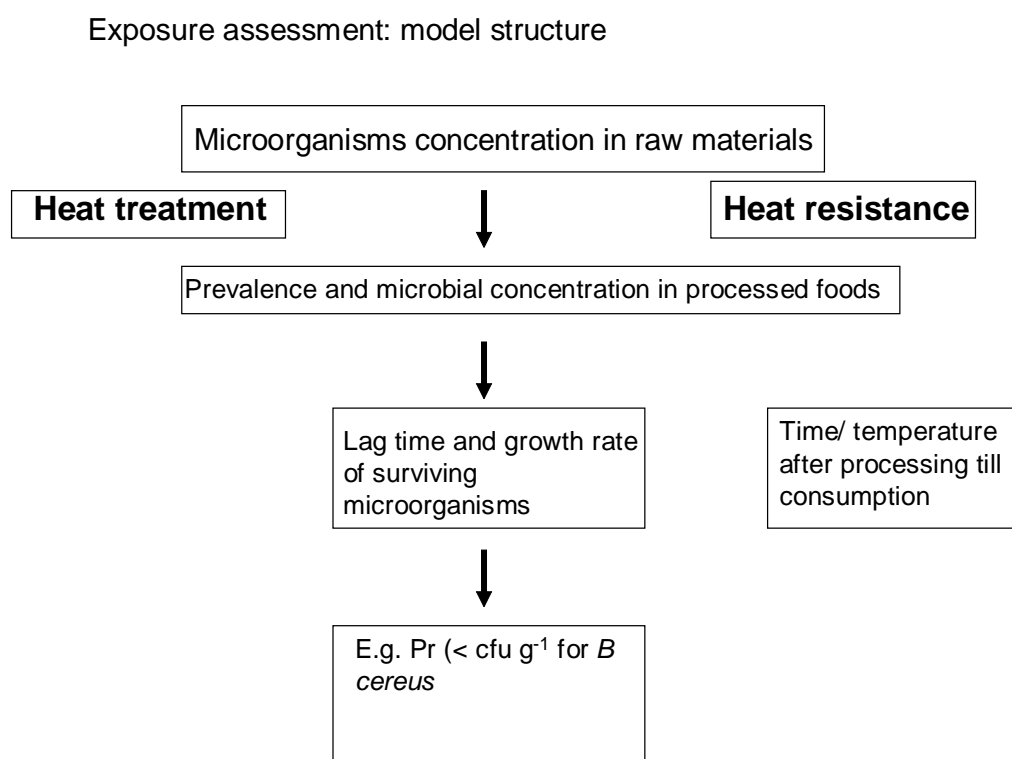 Exposure assessment: model structure
Microorganisms concentration in raw materials
Heat treatment
Heat resistance
Prevalence and microbial concentration in processed foods
Lag time and growth rate
of surviving
microorganisms
Time/ temperature
after processing till
consumption
E.g. Pr (< cfu g⁻¹ for B
cereus